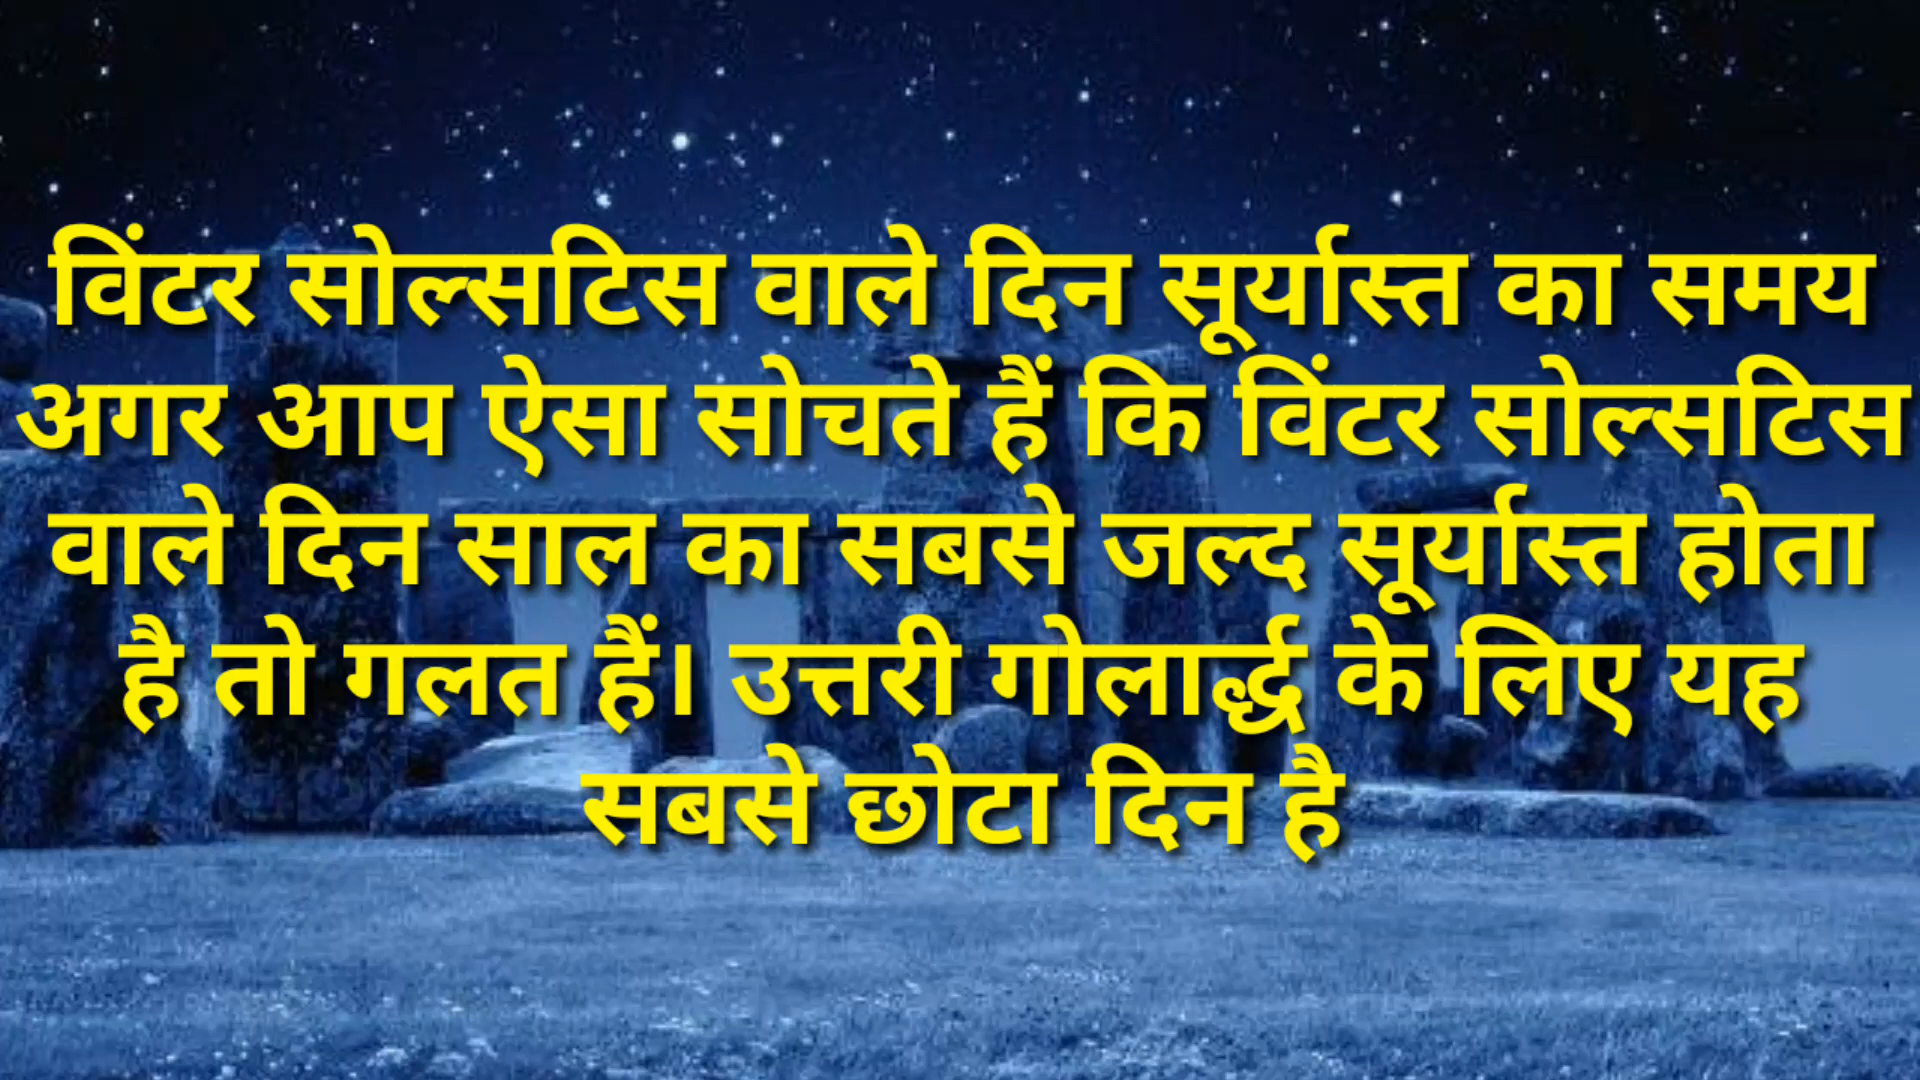 विंटर सोल्सटिस वाले दिन सूर्यास्त का समय
अगर आप ऐसा सोचते हैं कि विंटर सोल्सटिस
वाले दिन साल का सबसे जल्द सूर्यास्त होता
है तो गलत हैं। उत्तरी गोलार्द्ध के लिए यह
सबसे छोटा दिन है